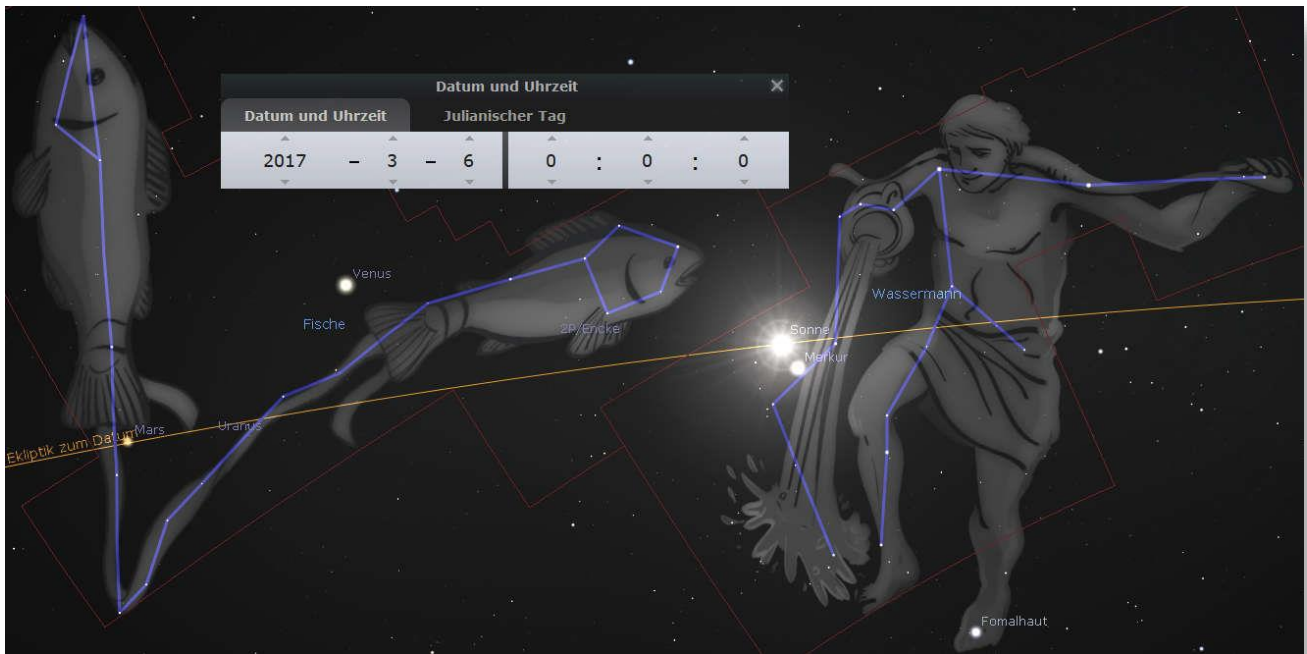 Datum und Uhrzeit ×
Datum und Uhrzeit Julianischer Tag
2017 – 3 – 6 0 : 0 : 0
Venus
Wassermann
Fische
2P/Encke
Sonne
Merkur
Uranus
Mars
Ekliptik zum Datum
Fomalhaut